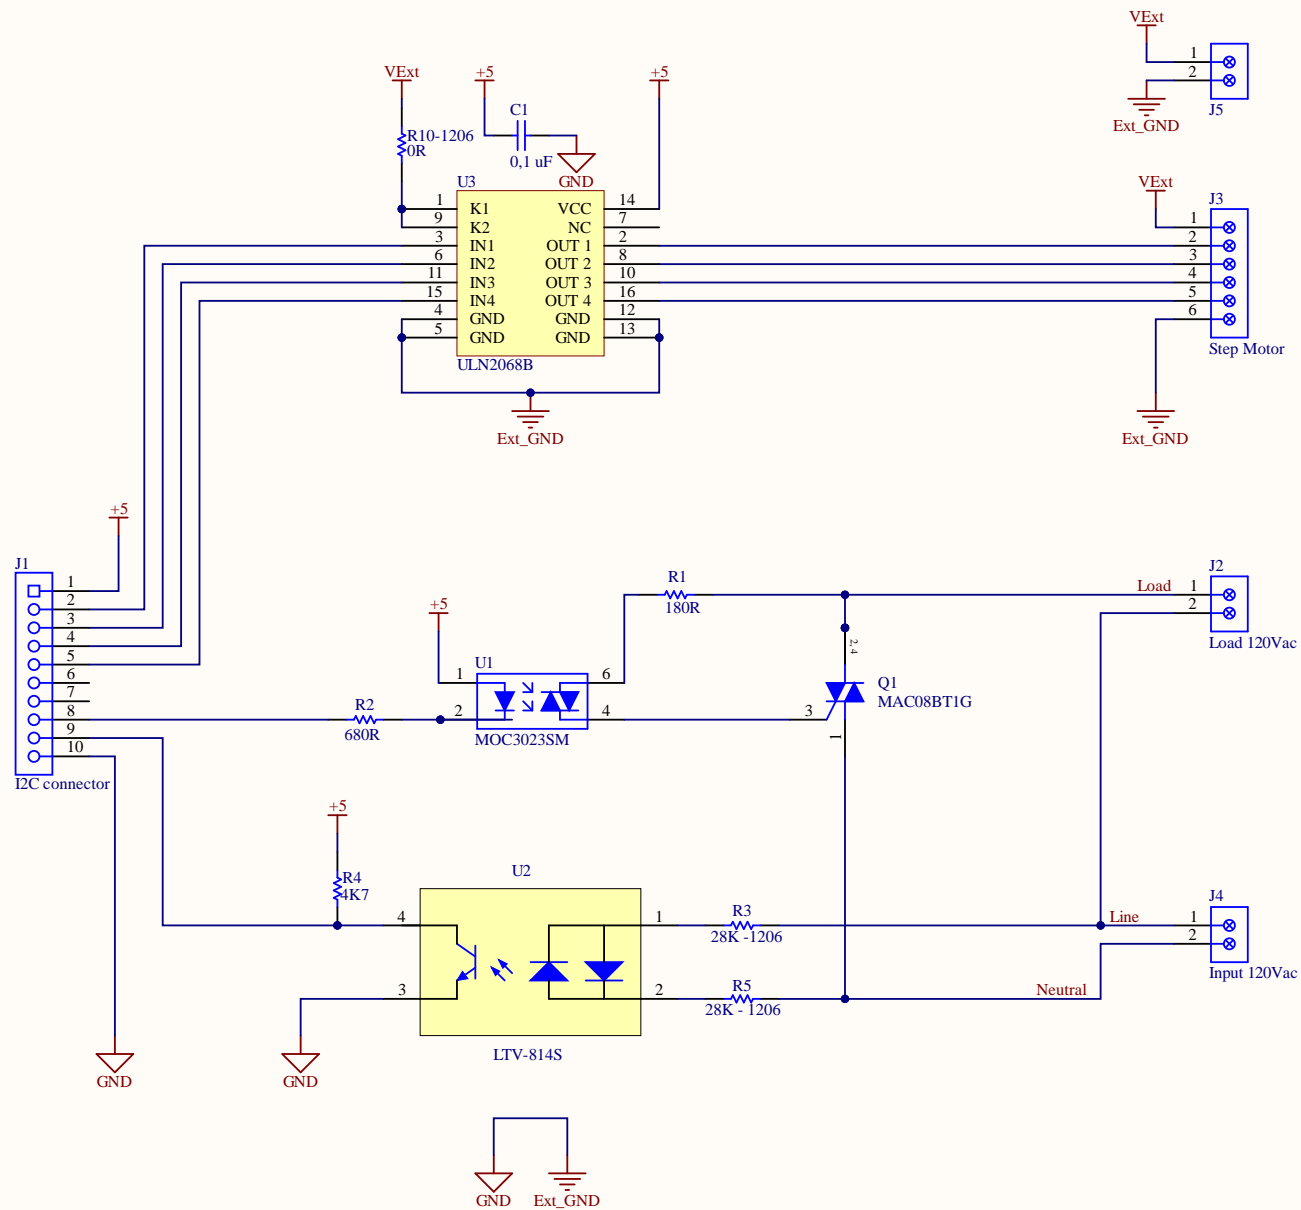 VExt
1
2
J5
Ext_GND
VExt
+5
+5
C1
0,1 uF
GND
R10-1206
0R
U3
1 K1 VCC 14
9 K2 NC 7
3 IN1 OUT 1 2
6 IN2 OUT 2 8
11 IN3 OUT 3 10
15 IN4 OUT 4 16
4 GND GND 12
5 GND GND 13
ULN2068B
Ext_GND
VExt
J3
1
2
3
4
5
6
Step Motor
Ext_GND
+5
J1
1
2
3
4
5
6
7
8
9
10
I2C connector
R1
180R
Load
J2
1
2
Load 120Vac
+5
U1
1
2
6
4
MOC3023SM
R2
680R
2, 4
Q1
MAC08BT1G
3
1
+5
R4
4K7
U2
4
3
1
2
LTV-814S
R3
28K -1206
R5
28K - 1206
Line
Neutral
J4
1
2
Input 120Vac
GND
GND
GND
Ext_GND